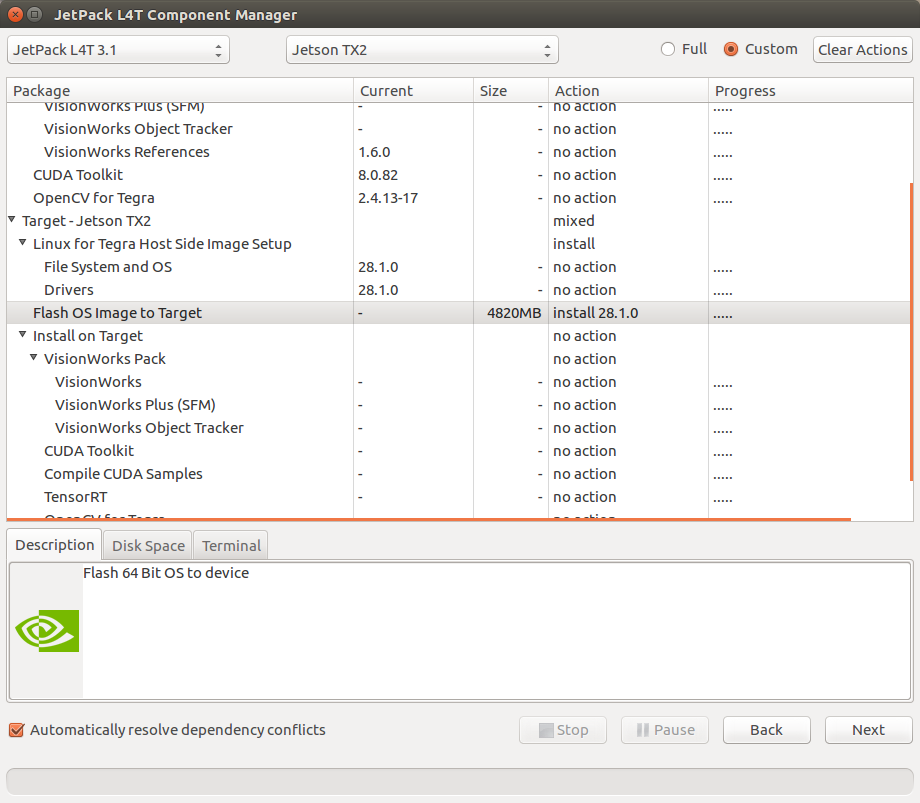 JetPack L4T Component Manager
JetPack L4T 3.1 Jetson TX2 Full Custom Clear Actions
Package Current Size Action Progress
VisionWorks Plus (SFM) - - no action .....
VisionWorks Object Tracker - - no action .....
VisionWorks References 1.6.0 - no action .....
CUDA Toolkit 8.0.82 - no action .....
OpenCV for Tegra 2.4.13-17 - no action .....
Target - Jetson TX2 mixed
Linux for Tegra Host Side Image Setup install
File System and OS 28.1.0 - no action .....
Drivers 28.1.0 - no action .....
Flash OS Image to Target - 4820MB install 28.1.0 .....
Install on Target no action
VisionWorks Pack no action
VisionWorks - - no action .....
VisionWorks Plus (SFM) - - no action .....
VisionWorks Object Tracker - - no action .....
CUDA Toolkit - - no action .....
Compile CUDA Samples - - no action .....
TensorRT - - no action .....
OpenCV for Tegra no action
Description Disk Space Terminal
Flash 64 Bit OS to device
Automatically resolve dependency conflicts Stop Pause Back Next